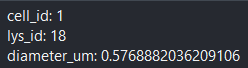 cell_id: 1
lys_id: 18
diameter_um: 0.5768882036209106